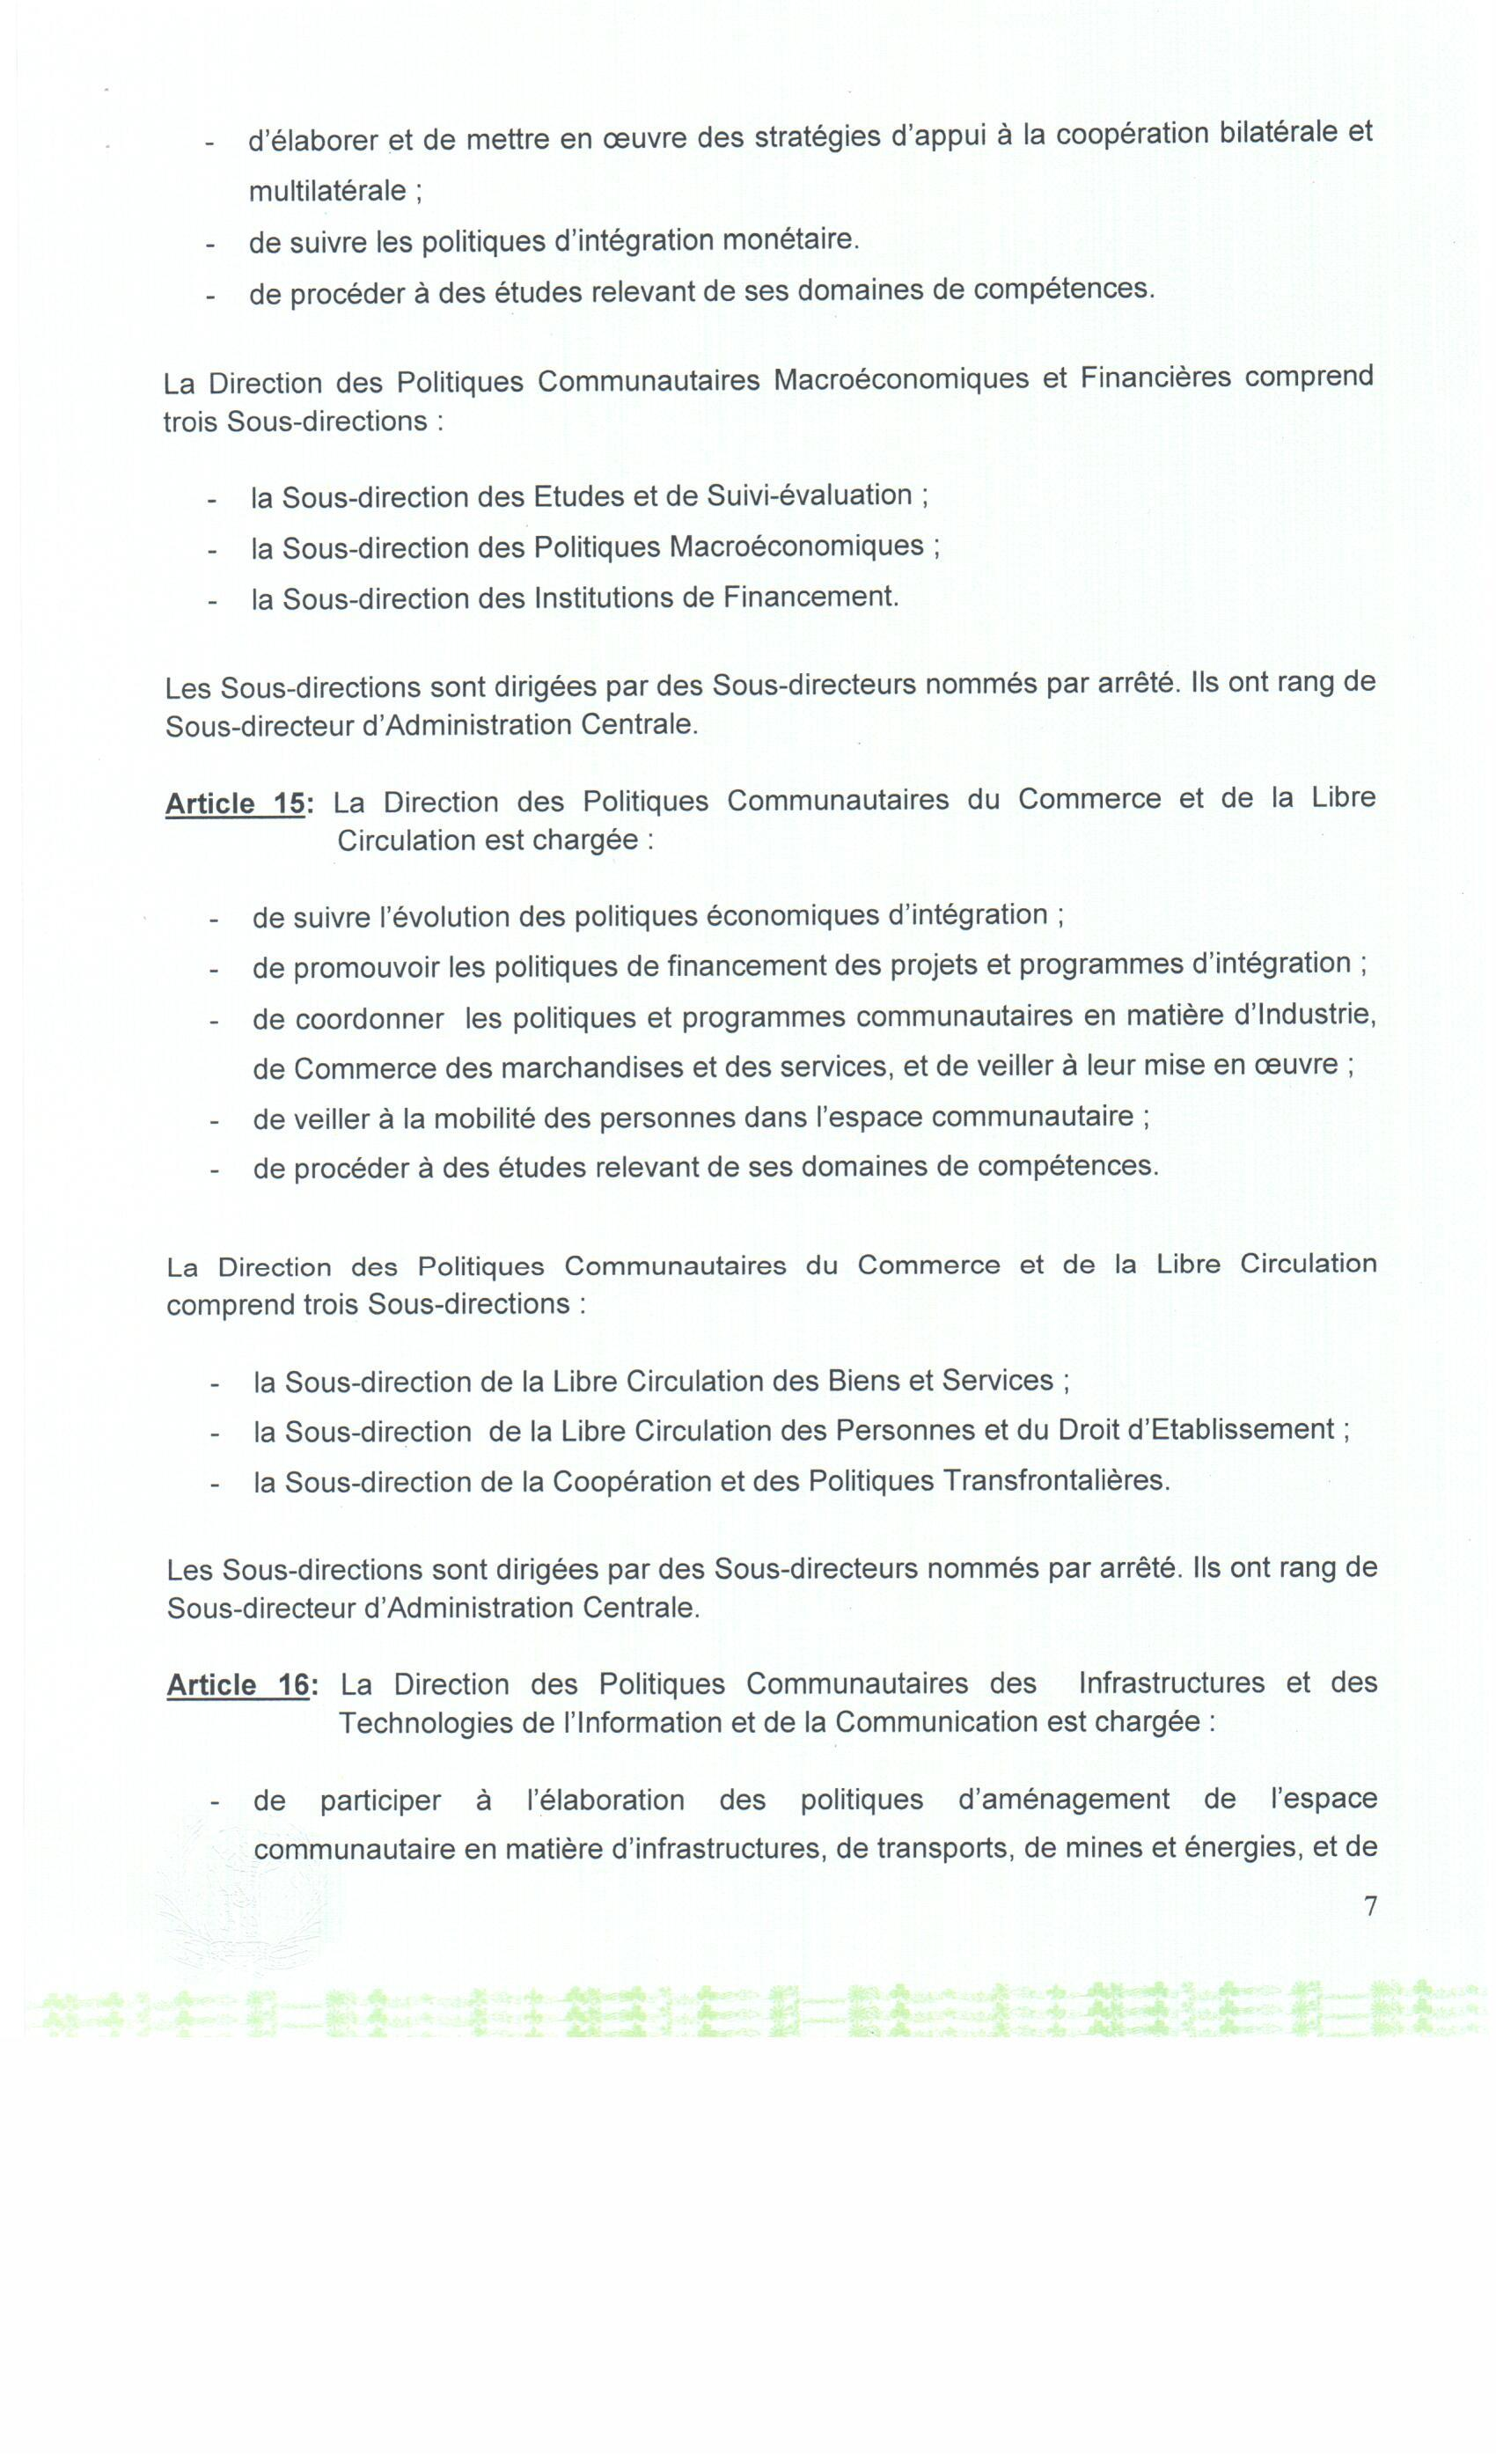 - d'élaborer et de mettre en œuvre des stratégies d'appui à la coopération bilatérale et
multilatérale ;
- de suivre les politiques d'intégration monétaire.
- de procéder à des études relevant de ses domaines de compétences.
La Direction des Politiques Communautaires Macroéconomiques et Financières comprend
trois Sous-directions :
- la Sous-direction des Etudes et de Suivi-évaluation ;
- la Sous-direction des Politiques Macroéconomiques ;
- la Sous-direction des Institutions de Financement.
Les Sous-directions sont dirigées par des Sous-directeurs nommés par arrêté. Ils ont rang de
Sous-directeur d'Administration Centrale.
Article 15: La Direction des Politiques Communautaires du Commerce et de la Libre
Circulation est chargée :
- de suivre l'évolution des politiques économiques d'intégration ;
- de promouvoir les politiques de financement des projets et programmes d'intégration ;
- de coordonner les politiques et programmes communautaires en matière d'Industrie,
de Commerce des marchandises et des services, et de veiller à leur mise en œuvre ;
- de veiller à la mobilité des personnes dans l'espace communautaire ;
- de procéder à des études relevant de ses domaines de compétences.
La Direction des Politiques Communautaires du Commerce et de la Libre Circulation
comprend trois Sous-directions :
- la Sous-direction de la Libre Circulation des Biens et Services ;
- la Sous-direction de la Libre Circulation des Personnes et du Droit d'Etablissement ;
- la Sous-direction de la Coopération et des Politiques Transfrontalières.
Les Sous-directions sont dirigées par des Sous-directeurs nommés par arrêté. Ils ont rang de
Sous-directeur d'Administration Centrale.
Article 16: La Direction des Politiques Communautaires des Infrastructures et des
Technologies de l'Information et de la Communication est chargée :
- de participer à l'élaboration des politiques d'aménagement de l'espace
communautaire en matière d'infrastructures, de transports, de mines et énergies, et de
7